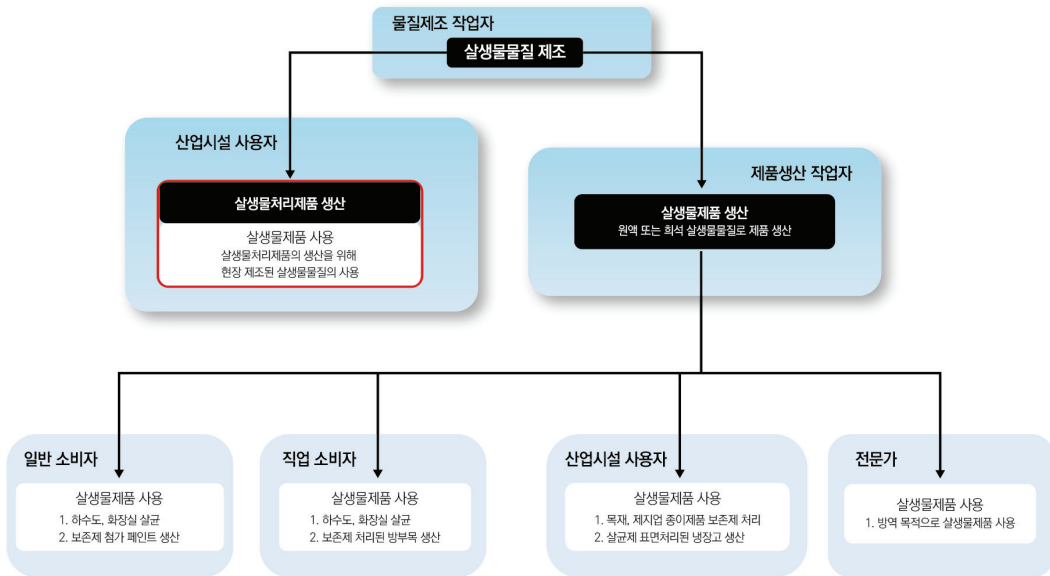 물질제조 작업자
살생물물질 제조
산업시설 사용자
살생물처리제품 생산
살생물제품 사용
살생물처리제품의 생산을 위해
현장 제조된 살생물물질의 사용
제품생산 작업자
살생물제품 생산
원액 또는 희석 살생물물질로 제품 생산
일반 소비자
살생물제품 사용
1. 하수도, 화장실 살균
2. 보존제 첨가 페인트 생산
직업 소비자
살생물제품 사용
1. 하수도, 화장실 살균
2. 보존제 처리된 방부목 생산
산업시설 사용자
살생물제품 사용
1. 목재, 제지업 종이제품 보존제 처리
2. 살균제 표면처리된 냉장고 생산
전문가
살생물제품 사용
1. 방역 목적으로 살생물제품 사용